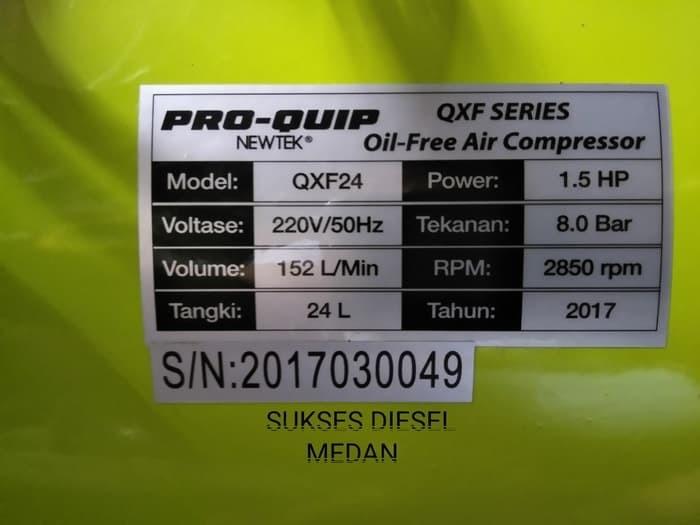 PRO-QUIP QXF SERIES
NEWTEK® Oil-Free Air Compressor
Model: QXF24 Power: 1.5 HP
Voltase: 220V/50Hz Tekanan: 8.0 Bar
Volume: 152 L/Min RPM: 2850 rpm
Tangki: 24 L Tahun: 2017
S/N:2017030049
SUKSES DIESEL
MEDAN